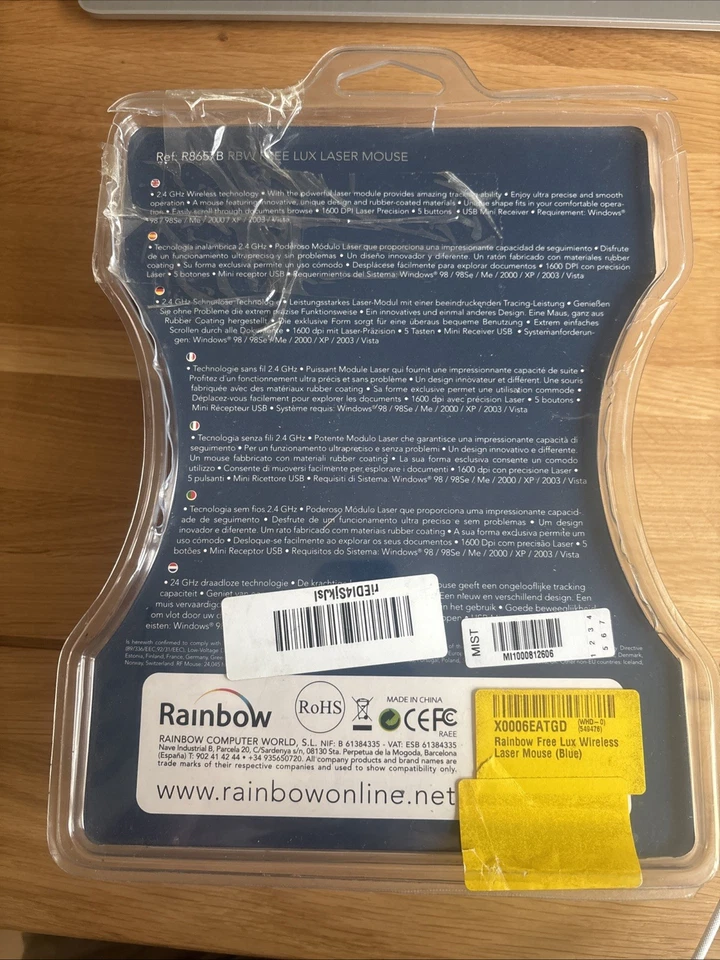 Ref: R865/B RBW FREE LUX LASER MOUSE
• 2.4 GHz Wireless technology • With the powerful laser module provides amazing tracking ability • Enjoy ultra precise and smooth
operation • A mouse featuring innovative, unique design and rubber-coated materials • Unique shape fits in your comfortable opera-
tion • Easily scroll through documents browse • 1600 DPI Laser Precision • 5 buttons • USB Mini Receiver • Requirement: Windows®
98 / 98Se / Me / 2000 / XP / 2003 / Vista
• Tecnología inalámbrica 2.4 GHz • Poderoso Módulo Láser que proporciona una impresionante capacidad de seguimiento • Disfrute
de un funcionamiento ultrapreciso y sin problemas • Un diseño innovador y diferente. Un ratón fabricado con materiales rubber
coating • Su forma exclusiva permite un uso cómodo • Desplácese fácilmente para explorar documentos • 1600 DPI con precisión
Láser • 5 botones • Mini receptor USB • Requerimientos del Sistema: Windows® 98 / 98Se / Me / 2000 / XP / 2003 / Vista
• 2.4 GHz Schnurlose Technologie • Leistungsstarkes Laser-Modul mit einer beeindruckenden Tracing-Leistung • Genießen
Sie ohne Probleme die extrem präzise Funktionsweise • Ein innovatives und einmal anderes Design. Eine Maus, ganz aus
Rubber Coating hergestellt • Die exklusive Form sorgt für eine überaus bequeme Benutzung • Extrem einfaches
Scrollen durch alle Dokumente • 1600 dpi mit Laser-Präzision • 5 Tasten • Mini Receiver USB • Systemanforderun-
gen: Windows® 98 / 98Se / Me / 2000 / XP / 2003 / Vista
• Technologie san fil 2.4 GHz • Puissant Module Laser qui fournit une impressionnante capacité de suite •
Profitez d'un fonctionnement ultra précis et sans problème • Un design innovateur et différent. Une souris
fabriquée avec des matériaux rubber coating • Sa forme exclusive permet une utilisation commode •
Déplacez-vous facilement pour explorer les documents • 1600 dpi avec précision Laser • 5 boutons •
Mini Récepteur USB • Système requis: Windows® 98 / 98Se / Me / 2000 / XP / 2003 / Vista
• Tecnologia senza fili 2.4 GHz • Potente Modulo Laser che garantisce una impressionante capacità di
seguimento • Per un funzionamento ultrapreciso e senza problemi • Un design innovativo e differente.
Un mouse fabbricato con materiali rubber coating • La sua forma esclusiva consente un comodo
utilizzo • Consente di muoversi facilmente per esplorare i documenti • 1600 dpi con precisione Laser •
5 pulsanti • Mini Ricettore USB • Requisiti di Sistema: Windows® 98 / 98Se / Me / 2000 / XP / 2003 / Vista
• Tecnologia sem fios 2.4 GHz • Poderoso Módulo Laser que proporciona uma impressionante capacid-
ade de seguimento • Desfrute de um funcionamento ultra preciso e sem problemas • Um design
inovador e diferente. Um rato fabricado com materiais rubber coating • A sua forma exclusiva permite um
uso cómodo • Desloque-se facilmente ao explorar os seus documentos • 1600 DPI com precisão Laser • 5
botões • Mini Receptor USB • Requisitos do Sistema: Windows® 98 / 98Se / Me / 2000 / XP / 2003 / Vista
• 24 GHz draadloze technologie • De krachtig use geeft een ongelooflijke tracking
capaciteit • Geniet van Een nieuw en verschillend design. Een
muis vervaardigd het gebruik • Goede beweeglijkheid
om vlot door uw
eisten: Windows® 9
riEDI4SjkJsI
MIST
MI1000812606
1 2 3 4
5 6 7
Is herewith confirmed to comply with Directive
Rainbow
RoHS
MADE IN CHINA
CE FC
RAEE
RAINBOW COMPUTER WORLD, S.L. NIF: B 61384335 - VAT: ESB 61384335
Nave Industrial B, Parcela 20, C/Sardenya s/n, 08130 Sta. Perpetua de la Mogoda, Barcelona
(España) T: 902 41 42 44 • +34 935650720. All company products and brand names are
trade marks of their respective companies and used to show compatibility only.
www.rainbowonline.net
X0006EATGD
(WHD-0)
(546478)
Rainbow Free Lux Wireless
Laser Mouse (Blue)